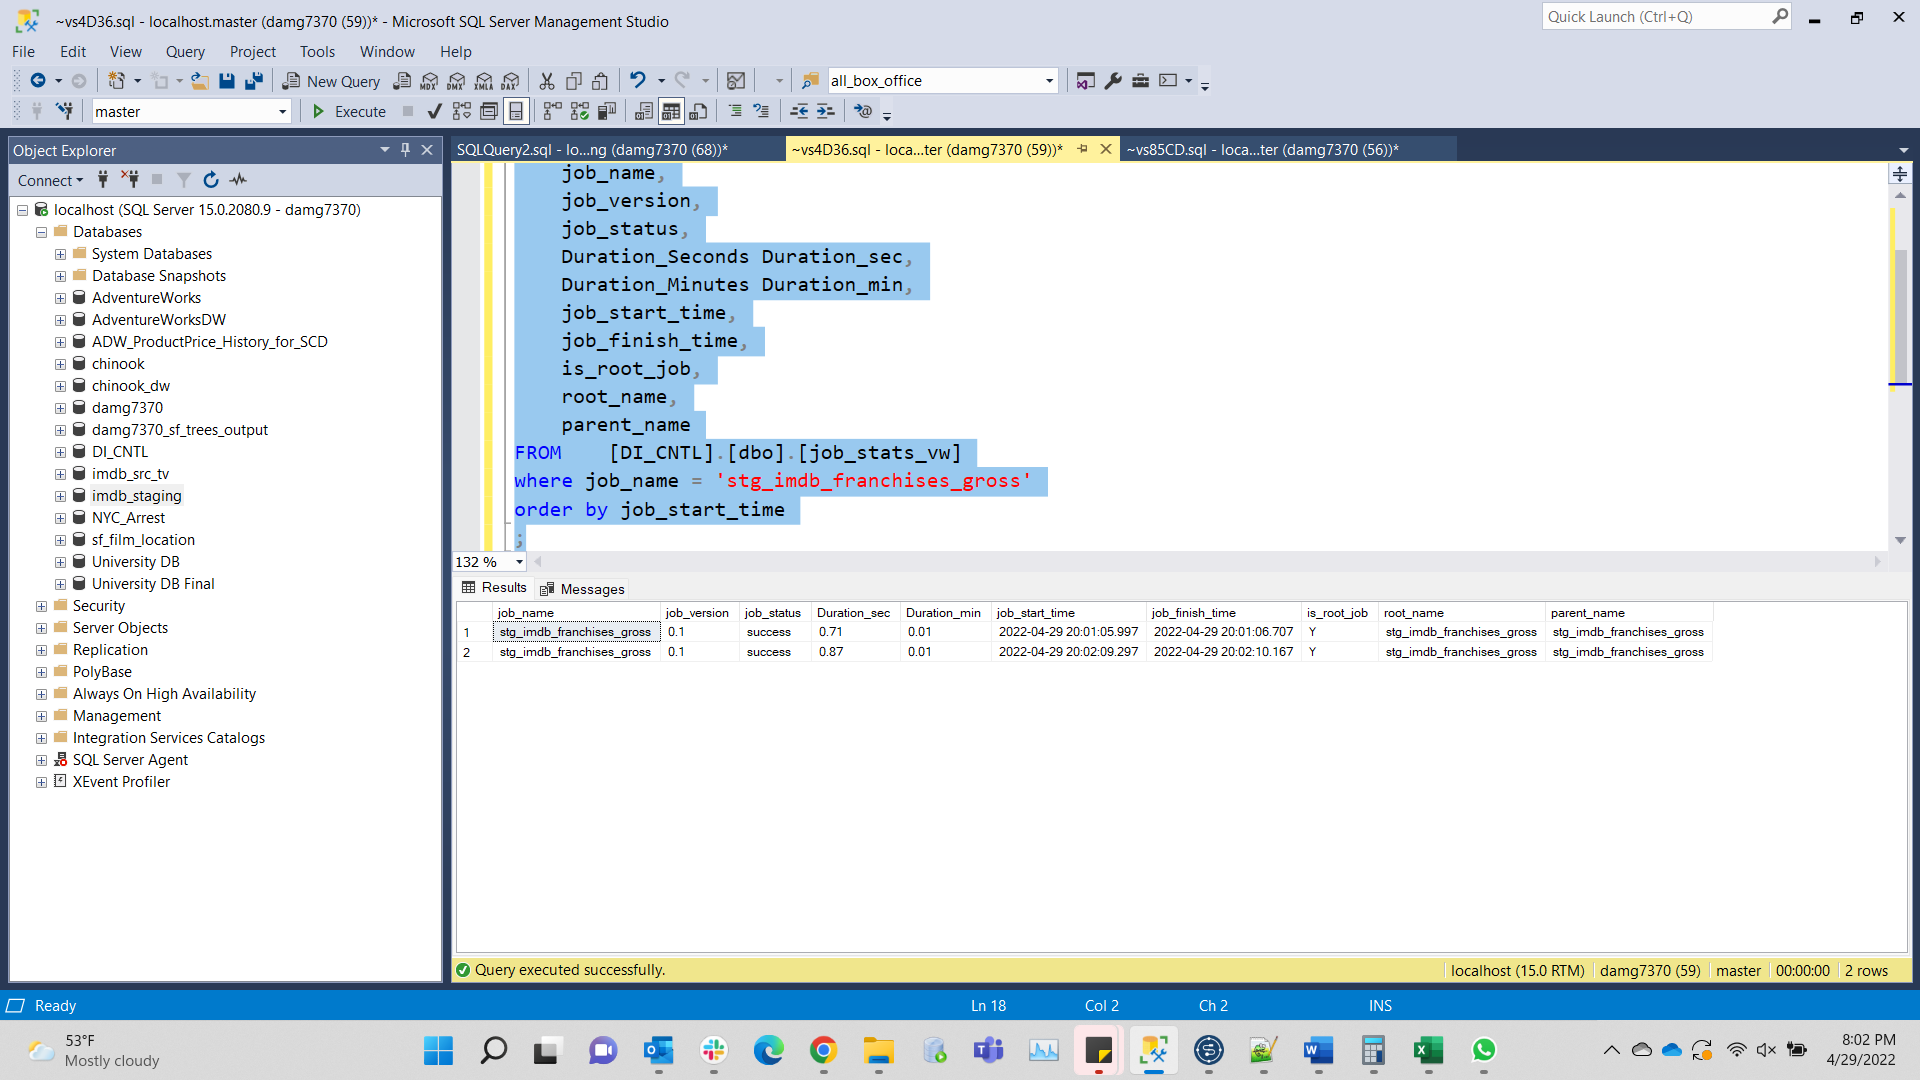 ~vs4D36.sql - localhost.master (damg7370 (59))* - Microsoft SQL Server Management Studio
Quick Launch (Ctrl+Q)
File Edit View Query Project Tools Window Help
New Query
MDX DMX XMLA DAX
all_box_office
master
Execute
Object Explorer
SQLQuery2.sql - lo...ng (damg7370 (68))*
~vs4D36.sql - loca...ter (damg7370 (59))*
~vs85CD.sql - loca...ter (damg7370 (56))*
Connect
localhost (SQL Server 15.0.2080.9 - damg7370)
Databases
System Databases
Database Snapshots
AdventureWorks
AdventureWorksDW
ADW_ProductPrice_History_for_SCD
chinook
chinook_dw
damg7370
damg7370_sf_trees_output
DI_CNTL
imdb_src_tv
imdb_staging
NYC_Arrest
sf_film_location
University DB
University DB Final
Security
Server Objects
Replication
PolyBase
Always On High Availability
Management
Integration Services Catalogs
SQL Server Agent
XEvent Profiler
job_name,
job_version,
job_status,
Duration_Seconds Duration_sec,
Duration_Minutes Duration_min,
job_start_time,
job_finish_time,
is_root_job,
root_name,
parent_name
FROM [DI_CNTL].[dbo].[job_stats_vw]
where job_name = 'stg_imdb_franchises_gross'
order by job_start_time
;
132 %
Results Messages
job_name job_version job_status Duration_sec Duration_min job_start_time job_finish_time is_root_job root_name parent_name
1 stg_imdb_franchises_gross 0.1 success 0.71 0.01 2022-04-29 20:01:05.997 2022-04-29 20:01:06.707 Y stg_imdb_franchises_gross stg_imdb_franchises_gross
2 stg_imdb_franchises_gross 0.1 success 0.87 0.01 2022-04-29 20:02:09.297 2022-04-29 20:02:10.167 Y stg_imdb_franchises_gross stg_imdb_franchises_gross
Query executed successfully.
localhost (15.0 RTM) damg7370 (59) master 00:00:00 2 rows
Ready
Ln 18 Col 2 Ch 2 INS
53°F
Mostly cloudy
8:02 PM
4/29/2022